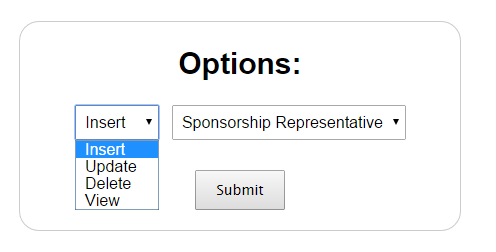 Options:
Insert Sponsorship Representative
Insert
Update
Delete
View
Submit